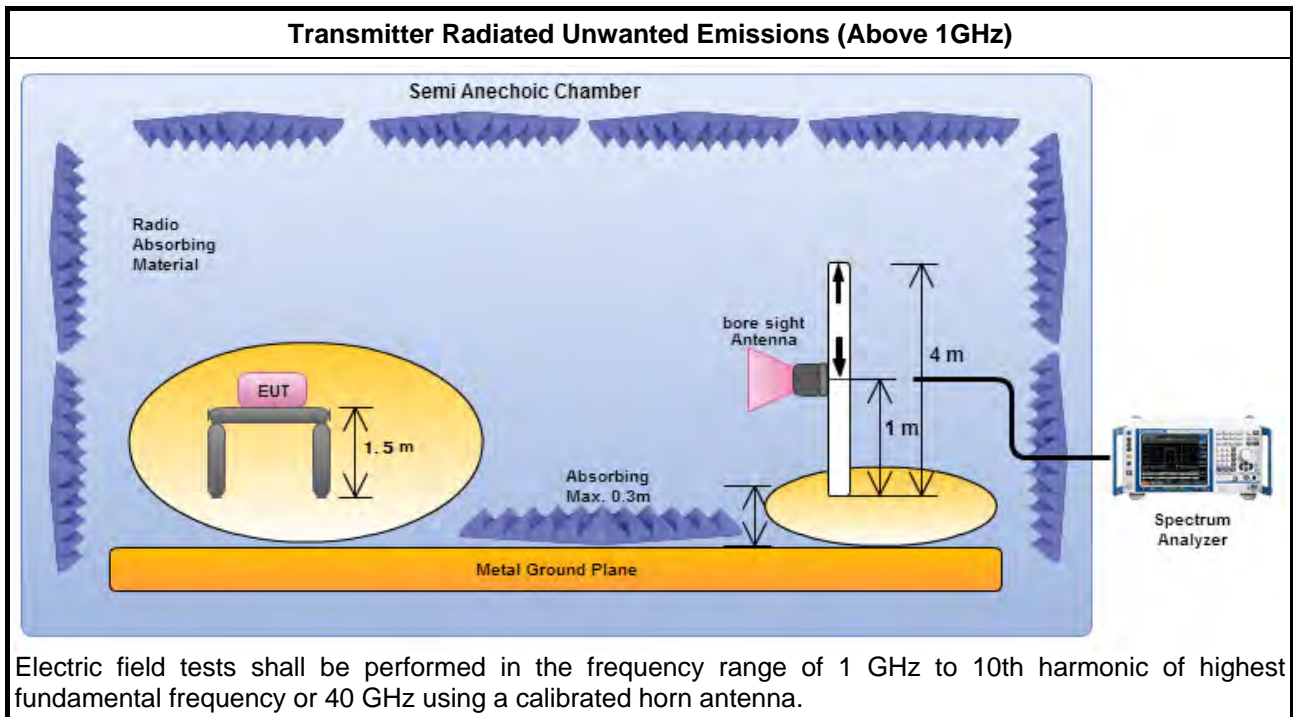 Transmitter Radiated Unwanted Emissions (Above 1GHz)
Semi Anechoic Chamber
Radio
Absorbing
Material
bore sight
Antenna
4 m
EUT
1.5 m
1 m
Absorbing
Max. 0.3m
Spectrum
Analyzer
Metal Ground Plane
Electric field tests shall be performed in the frequency range of 1 GHz to 10th harmonic of highest
fundamental frequency or 40 GHz using a calibrated horn antenna.